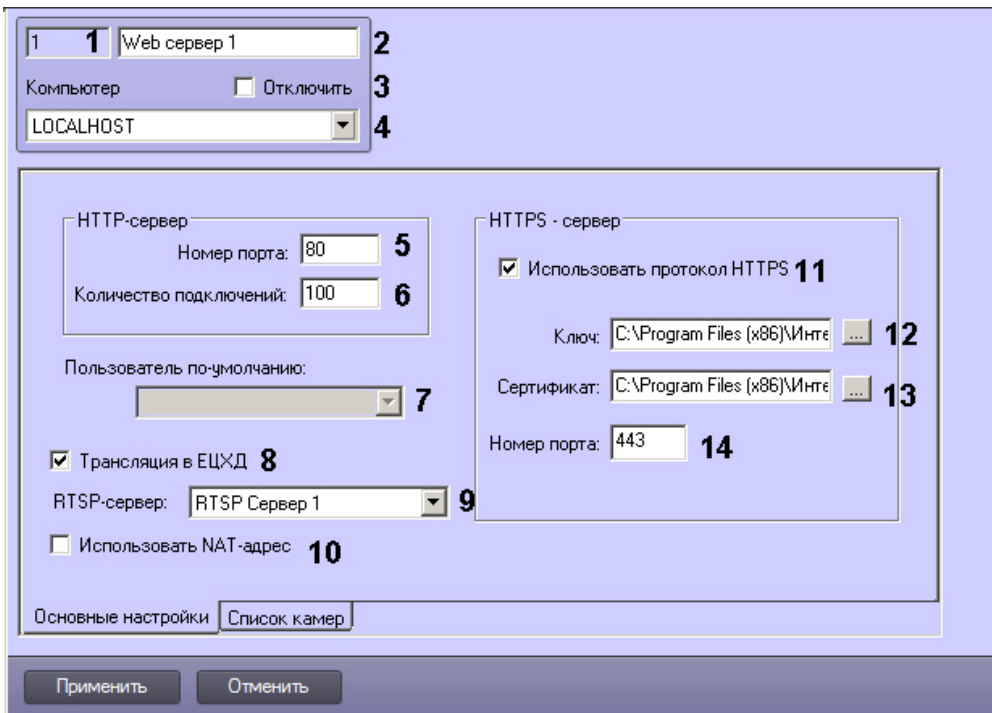 1 1 Web сервер 1 2
Компьютер Отключить 3
LOCALHOST 4
HTTP-сервер
Номер порта: 80 5
Количество подключений: 100 6
Пользователь по-умолчанию:
7
Трансляция в ЕЦХД 8
RTSP-сервер: RTSP Сервер 1 9
Использовать NAT-адрес 10
HTTPS - сервер
Использовать протокол HTTPS 11
Ключ: C:\Program Files (x86)\Инте ... 12
Сертификат: C:\Program Files (x86)\Инте ... 13
Номер порта: 443 14
Основные настройки Список камер
Применить Отменить